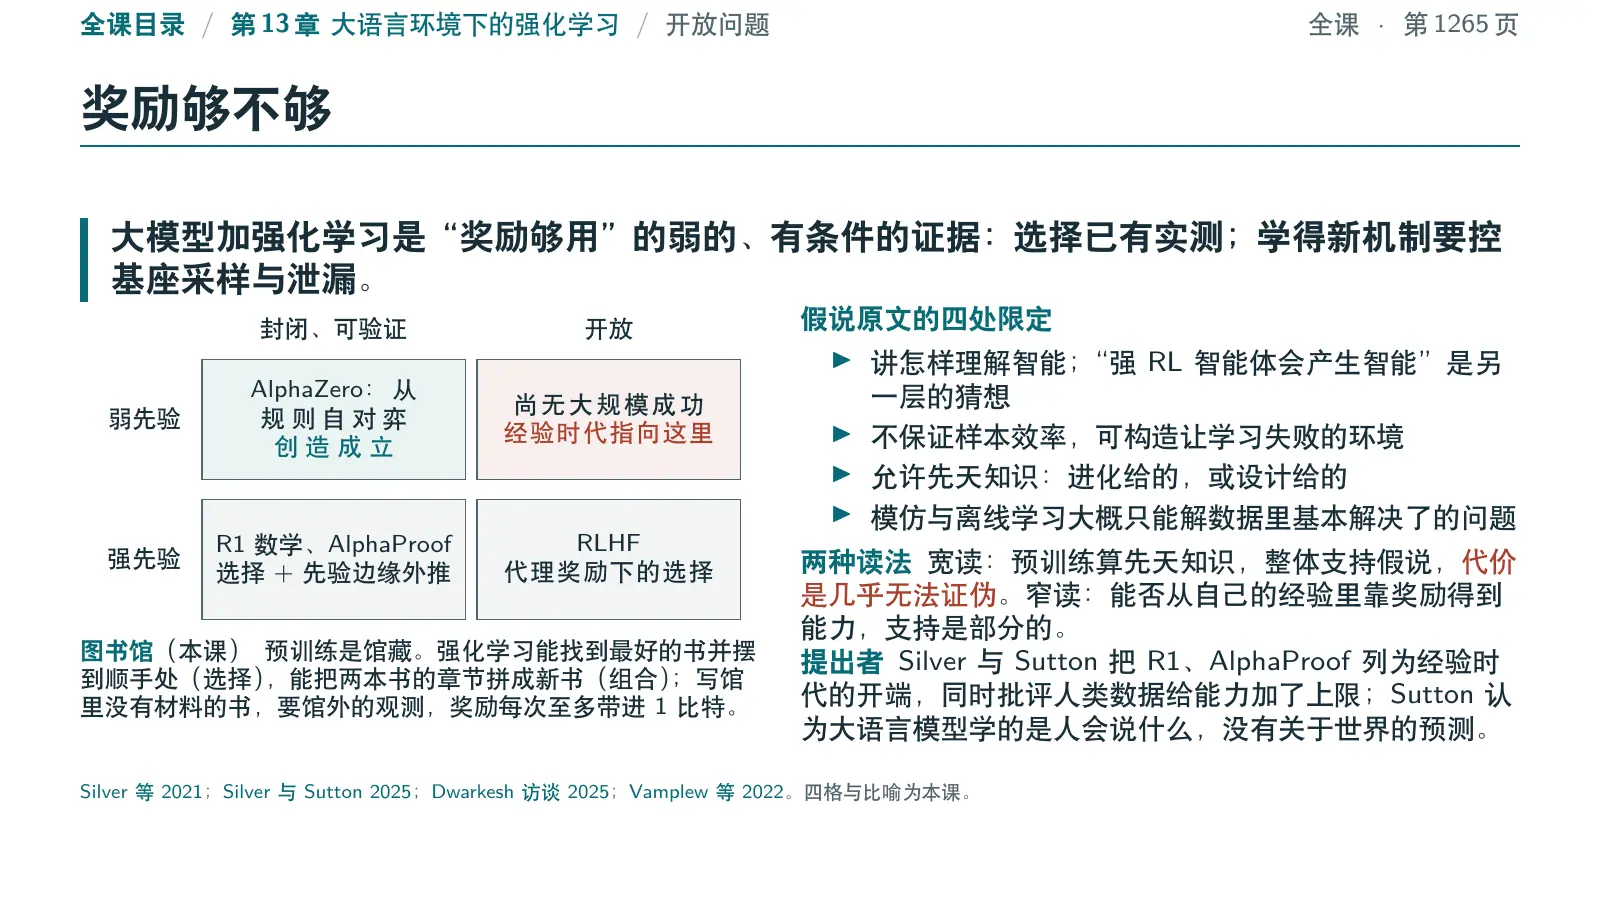 全课目录 / 第 13 章 大语言环境下的强化学习 / 开放问题
全课 · 第 1265 页
奖励够不够
大模型加强化学习是“奖励够用”的弱的、有条件的证据：选择已有实测；学得新机制要控
基座采样与泄漏。
封闭、可验证
开放
弱先验
AlphaZero：从
规则自对弈
创造成立
尚无大规模成功
经验时代指向这里
强先验
R1 数学、AlphaProof
选择 + 先验边缘外推
RLHF
代理奖励下的选择
图书馆（本课） 预训练是馆藏。强化学习能找到最好的书并摆
到顺手处（选择），能把两本书的章节拼成新书（组合）；写馆
里没有材料的书，要馆外的观测，奖励每次至多带进 1 比特。
假说原文的四处限定
▶ 讲怎样理解智能；“强 RL 智能体会产生智能”是另
一层的猜想
▶ 不保证样本效率，可构造让学习失败的环境
▶ 允许先天知识：进化给的，或设计给的
▶ 模仿与离线学习大概只能解数据里基本解决了的问题
两种读法 宽读：预训练算先天知识，整体支持假说，代价
是几乎无法证伪。窄读：能否从自己的经验里靠奖励得到
能力，支持是部分的。
提出者 Silver 与 Sutton 把 R1、AlphaProof 列为经验时
代的开端，同时批评人类数据给能力加了上限；Sutton 认
为大语言模型学的是人会说什么，没有关于世界的预测。
Silver 等 2021；Silver 与 Sutton 2025；Dwarkesh 访谈 2025；Vamplew 等 2022。四格与比喻为本课。